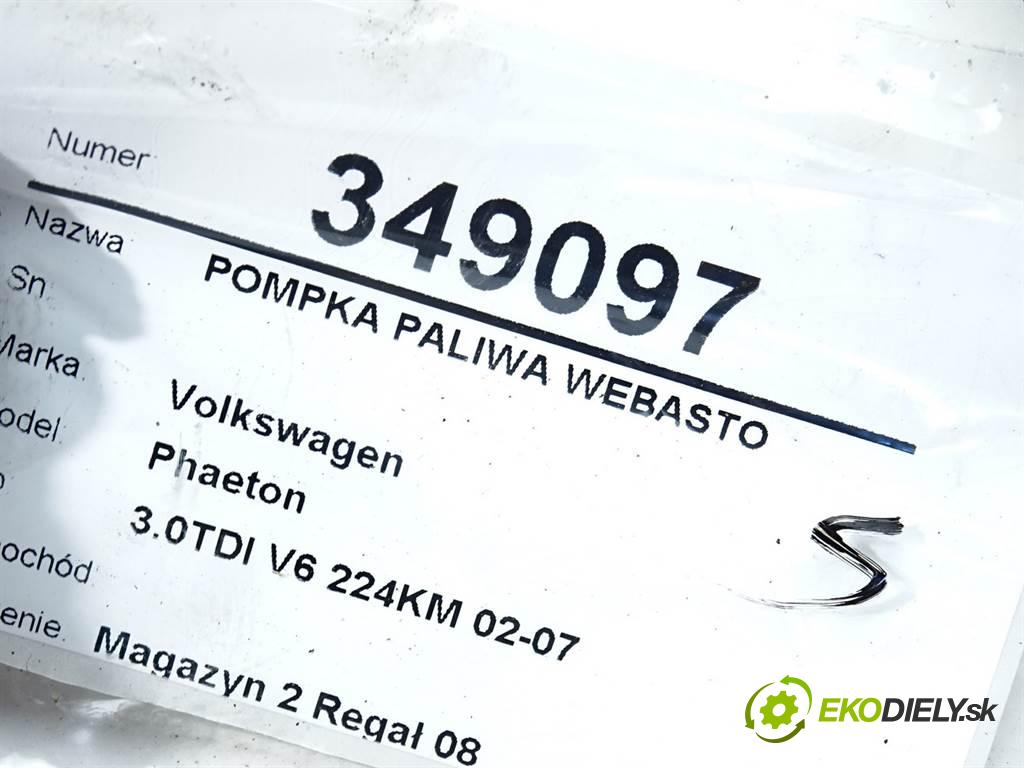 Numer 349097
Nazwa POMPKA PALIWA WEBASTO
Sn
Marka Volkswagen
odel Phaeton
3.0TDI V6 224KM 02-07
ochód
enie Magazyn 2 Regał 08
S
EKODIELY.sk